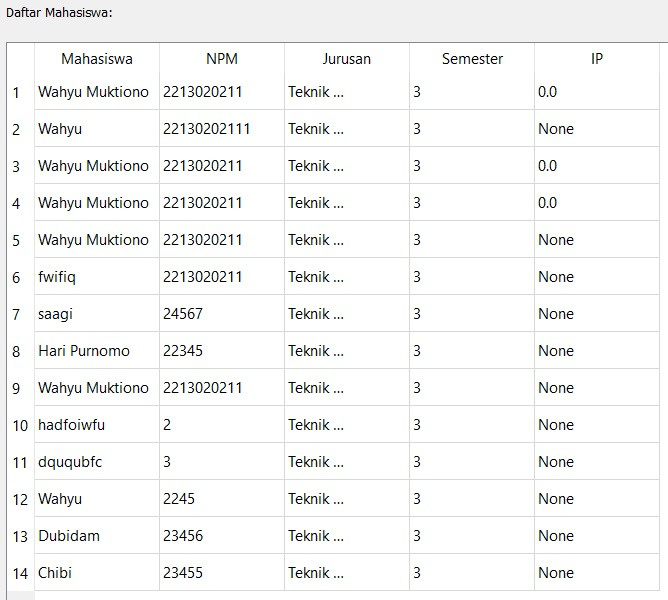 Daftar Mahasiswa:
Mahasiswa NPM Jurusan Semester IP
1 Wahyu Muktiono 2213020211 Teknik ... 3 0.0
2 Wahyu 22130202111 Teknik ... 3 None
3 Wahyu Muktiono 2213020211 Teknik ... 3 0.0
4 Wahyu Muktiono 2213020211 Teknik ... 3 0.0
5 Wahyu Muktiono 2213020211 Teknik ... 3 None
6 fwifiq 2213020211 Teknik ... 3 None
7 saagi 24567 Teknik ... 3 None
8 Hari Purnomo 22345 Teknik ... 3 None
9 Wahyu Muktiono 2213020211 Teknik ... 3 None
10 hadfoiwfu 2 Teknik ... 3 None
11 dququbfc 3 Teknik ... 3 None
12 Wahyu 2245 Teknik ... 3 None
13 Dubidam 23456 Teknik ... 3 None
14 Chibi 23455 Teknik ... 3 None